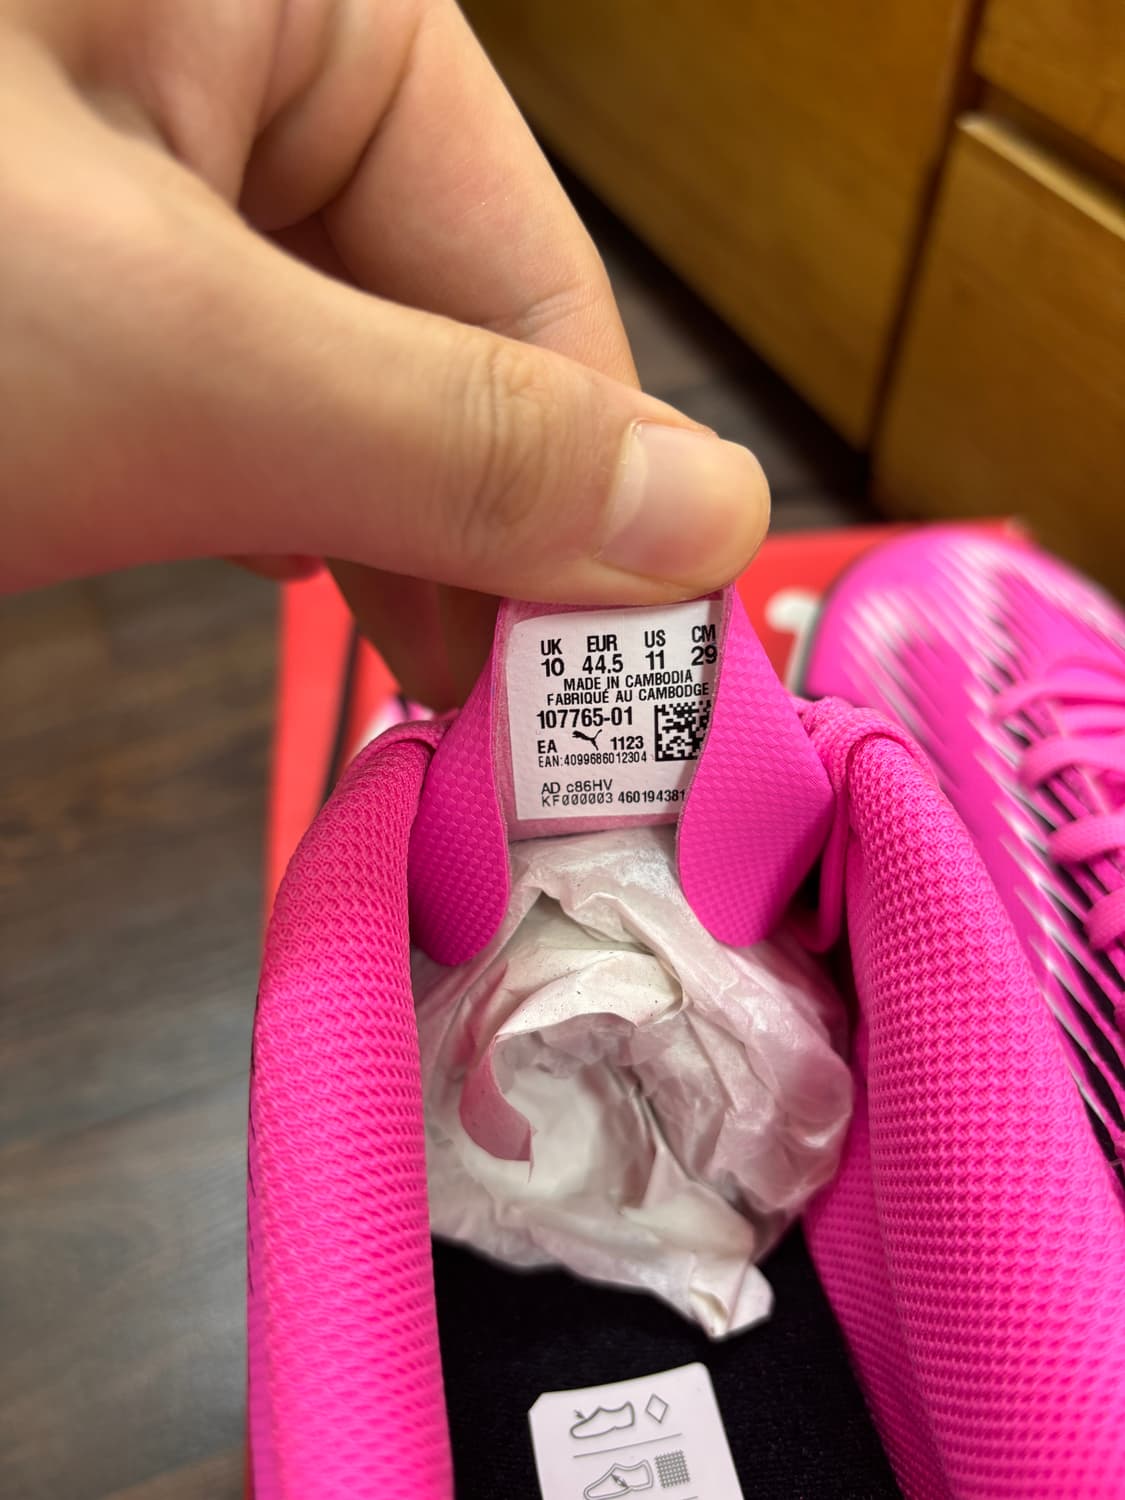 UK EUR US CM
10 44.5 11 29
MADE IN CAMBODIA
FABRIQUÉ AU CAMBODGE
107765-01
EA 1123
EAN:4099686012304
AD c86HV
KF000003 460194381